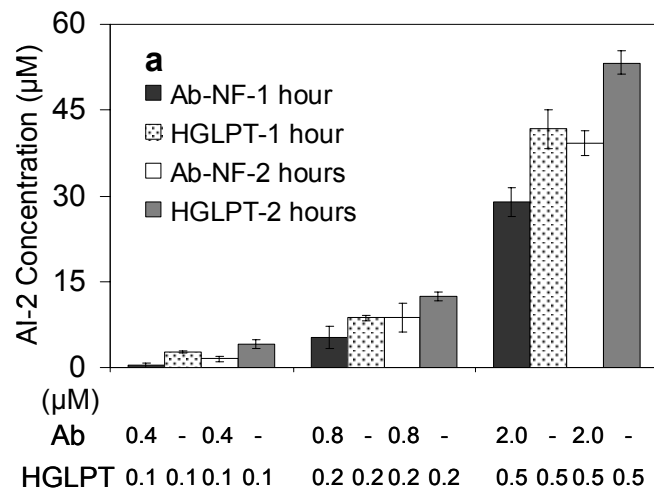 60
a
Ab-NF-1 hour
HGLPT-1 hour
Ab-NF-2 hours
HGLPT-2 hours
45
30
15
0
AI-2 Concentration (µM)
(µM)
Ab 0.4 - 0.4 - 0.8 - 0.8 - 2.0 - 2.0 -
HGLPT 0.1 0.1 0.1 0.1 0.2 0.2 0.2 0.2 0.5 0.5 0.5 0.5